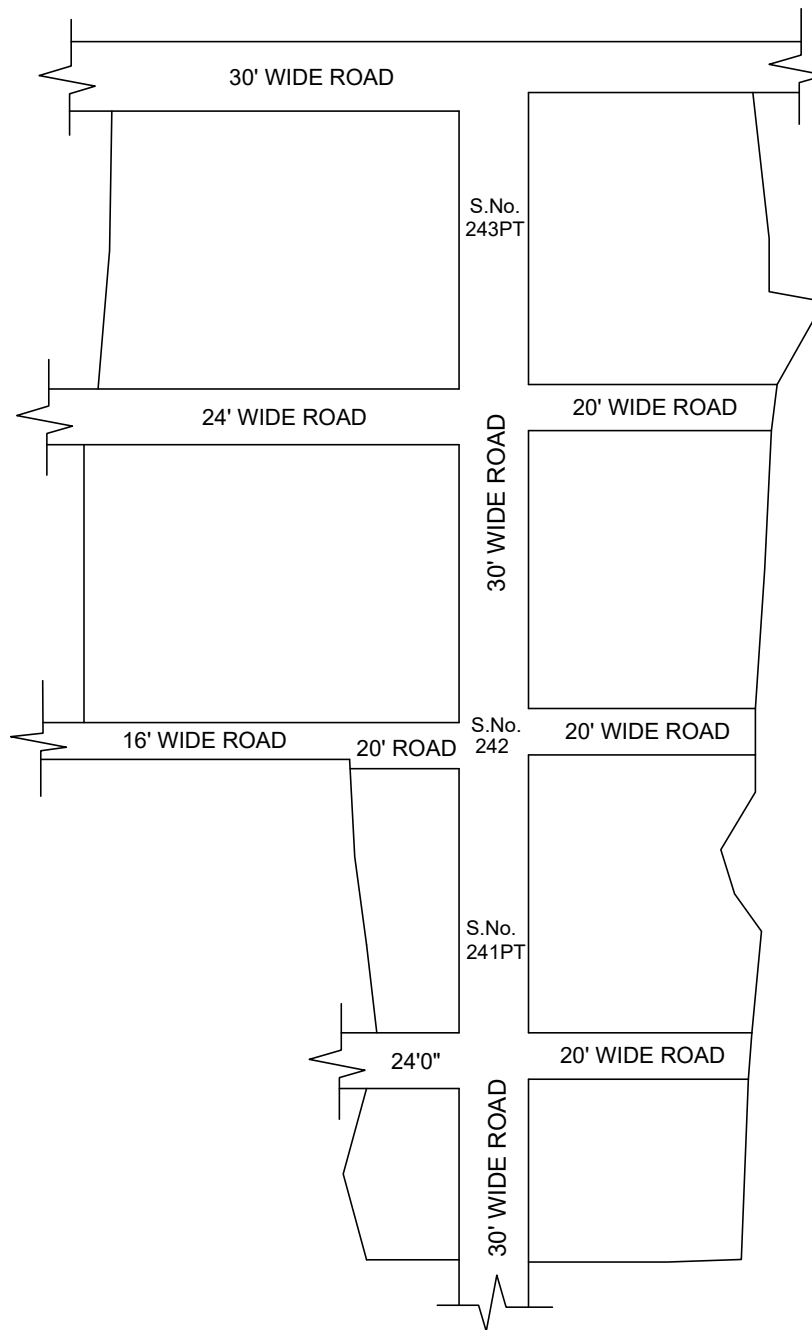 30' WIDE ROAD
S.No.
243PT
24' WIDE ROAD
20' WIDE ROAD
30' WIDE ROAD
16' WIDE ROAD
20' ROAD
S.No.
242
20' WIDE ROAD
S.No.
241PT
24'0"
20' WIDE ROAD
30' WIDE ROAD